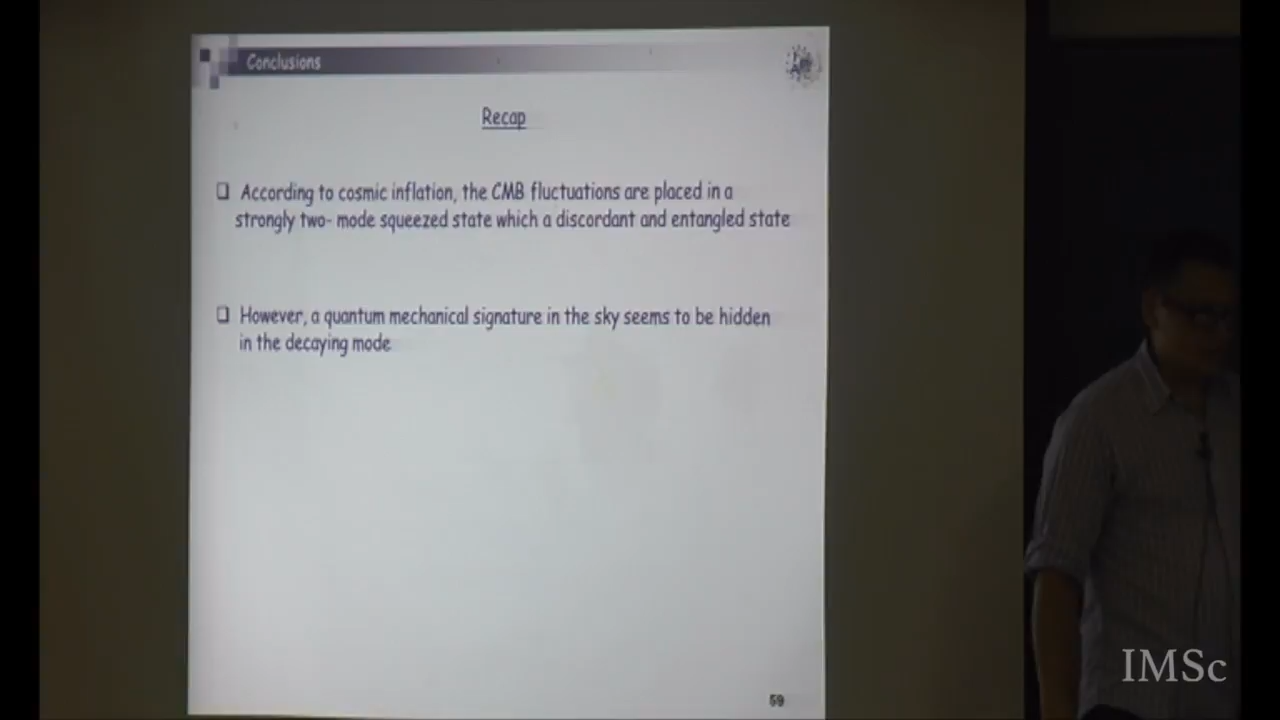 Conclusions
Recap
According to cosmic inflation, the CMB fluctuations are placed in a
strongly two- mode squeezed state which a discordant and entangled state
However, a quantum mechanical signature in the sky seems to be hidden
in the decaying mode
59
IMSc